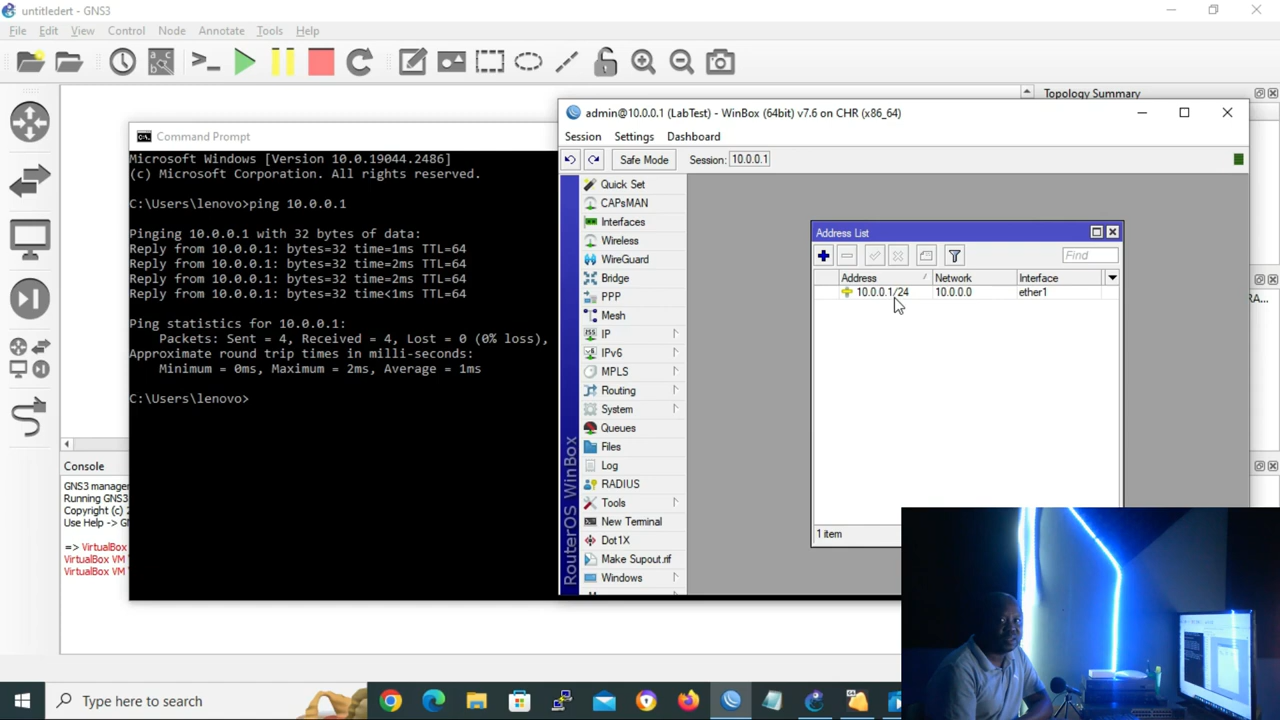 untitledert - GNS3
File Edit View Control Node Annotate Tools Help
Topology Summary
Command Prompt
Microsoft Windows [Version 10.0.19044.2486]
(c) Microsoft Corporation. All rights reserved.
C:\Users\lenovo>ping 10.0.0.1
Pinging 10.0.0.1 with 32 bytes of data:
Reply from 10.0.0.1: bytes=32 time=1ms TTL=64
Reply from 10.0.0.1: bytes=32 time=2ms TTL=64
Reply from 10.0.0.1: bytes=32 time=2ms TTL=64
Reply from 10.0.0.1: bytes=32 time<1ms TTL=64
Ping statistics for 10.0.0.1:
Packets: Sent = 4, Received = 4, Lost = 0 (0% loss),
Approximate round trip times in milli-seconds:
Minimum = 0ms, Maximum = 2ms, Average = 1ms
C:\Users\lenovo>
admin@10.0.0.1 (LabTest) - WinBox (64bit) v7.6 on CHR (x86_64)
Session Settings Dashboard
Safe Mode Session: 10.0.0.1
Quick Set
CAPsMAN
Interfaces
Wireless
WireGuard
Bridge
PPP
Mesh
IP
IPv6
MPLS
Routing
System
Queues
Files
Log
RADIUS
Tools
New Terminal
Dot1X
Make Supout.rif
Windows
RouterOS WinBox
Address List
Find
Address Network Interface
10.0.0.1/24 10.0.0.0 ether1
1 item
Console
GNS3 manage
Running GNS3
Copyright (c) 2
Use Help -> GN
=> VirtualBox
VirtualBox VM
VirtualBox VM
Type here to search